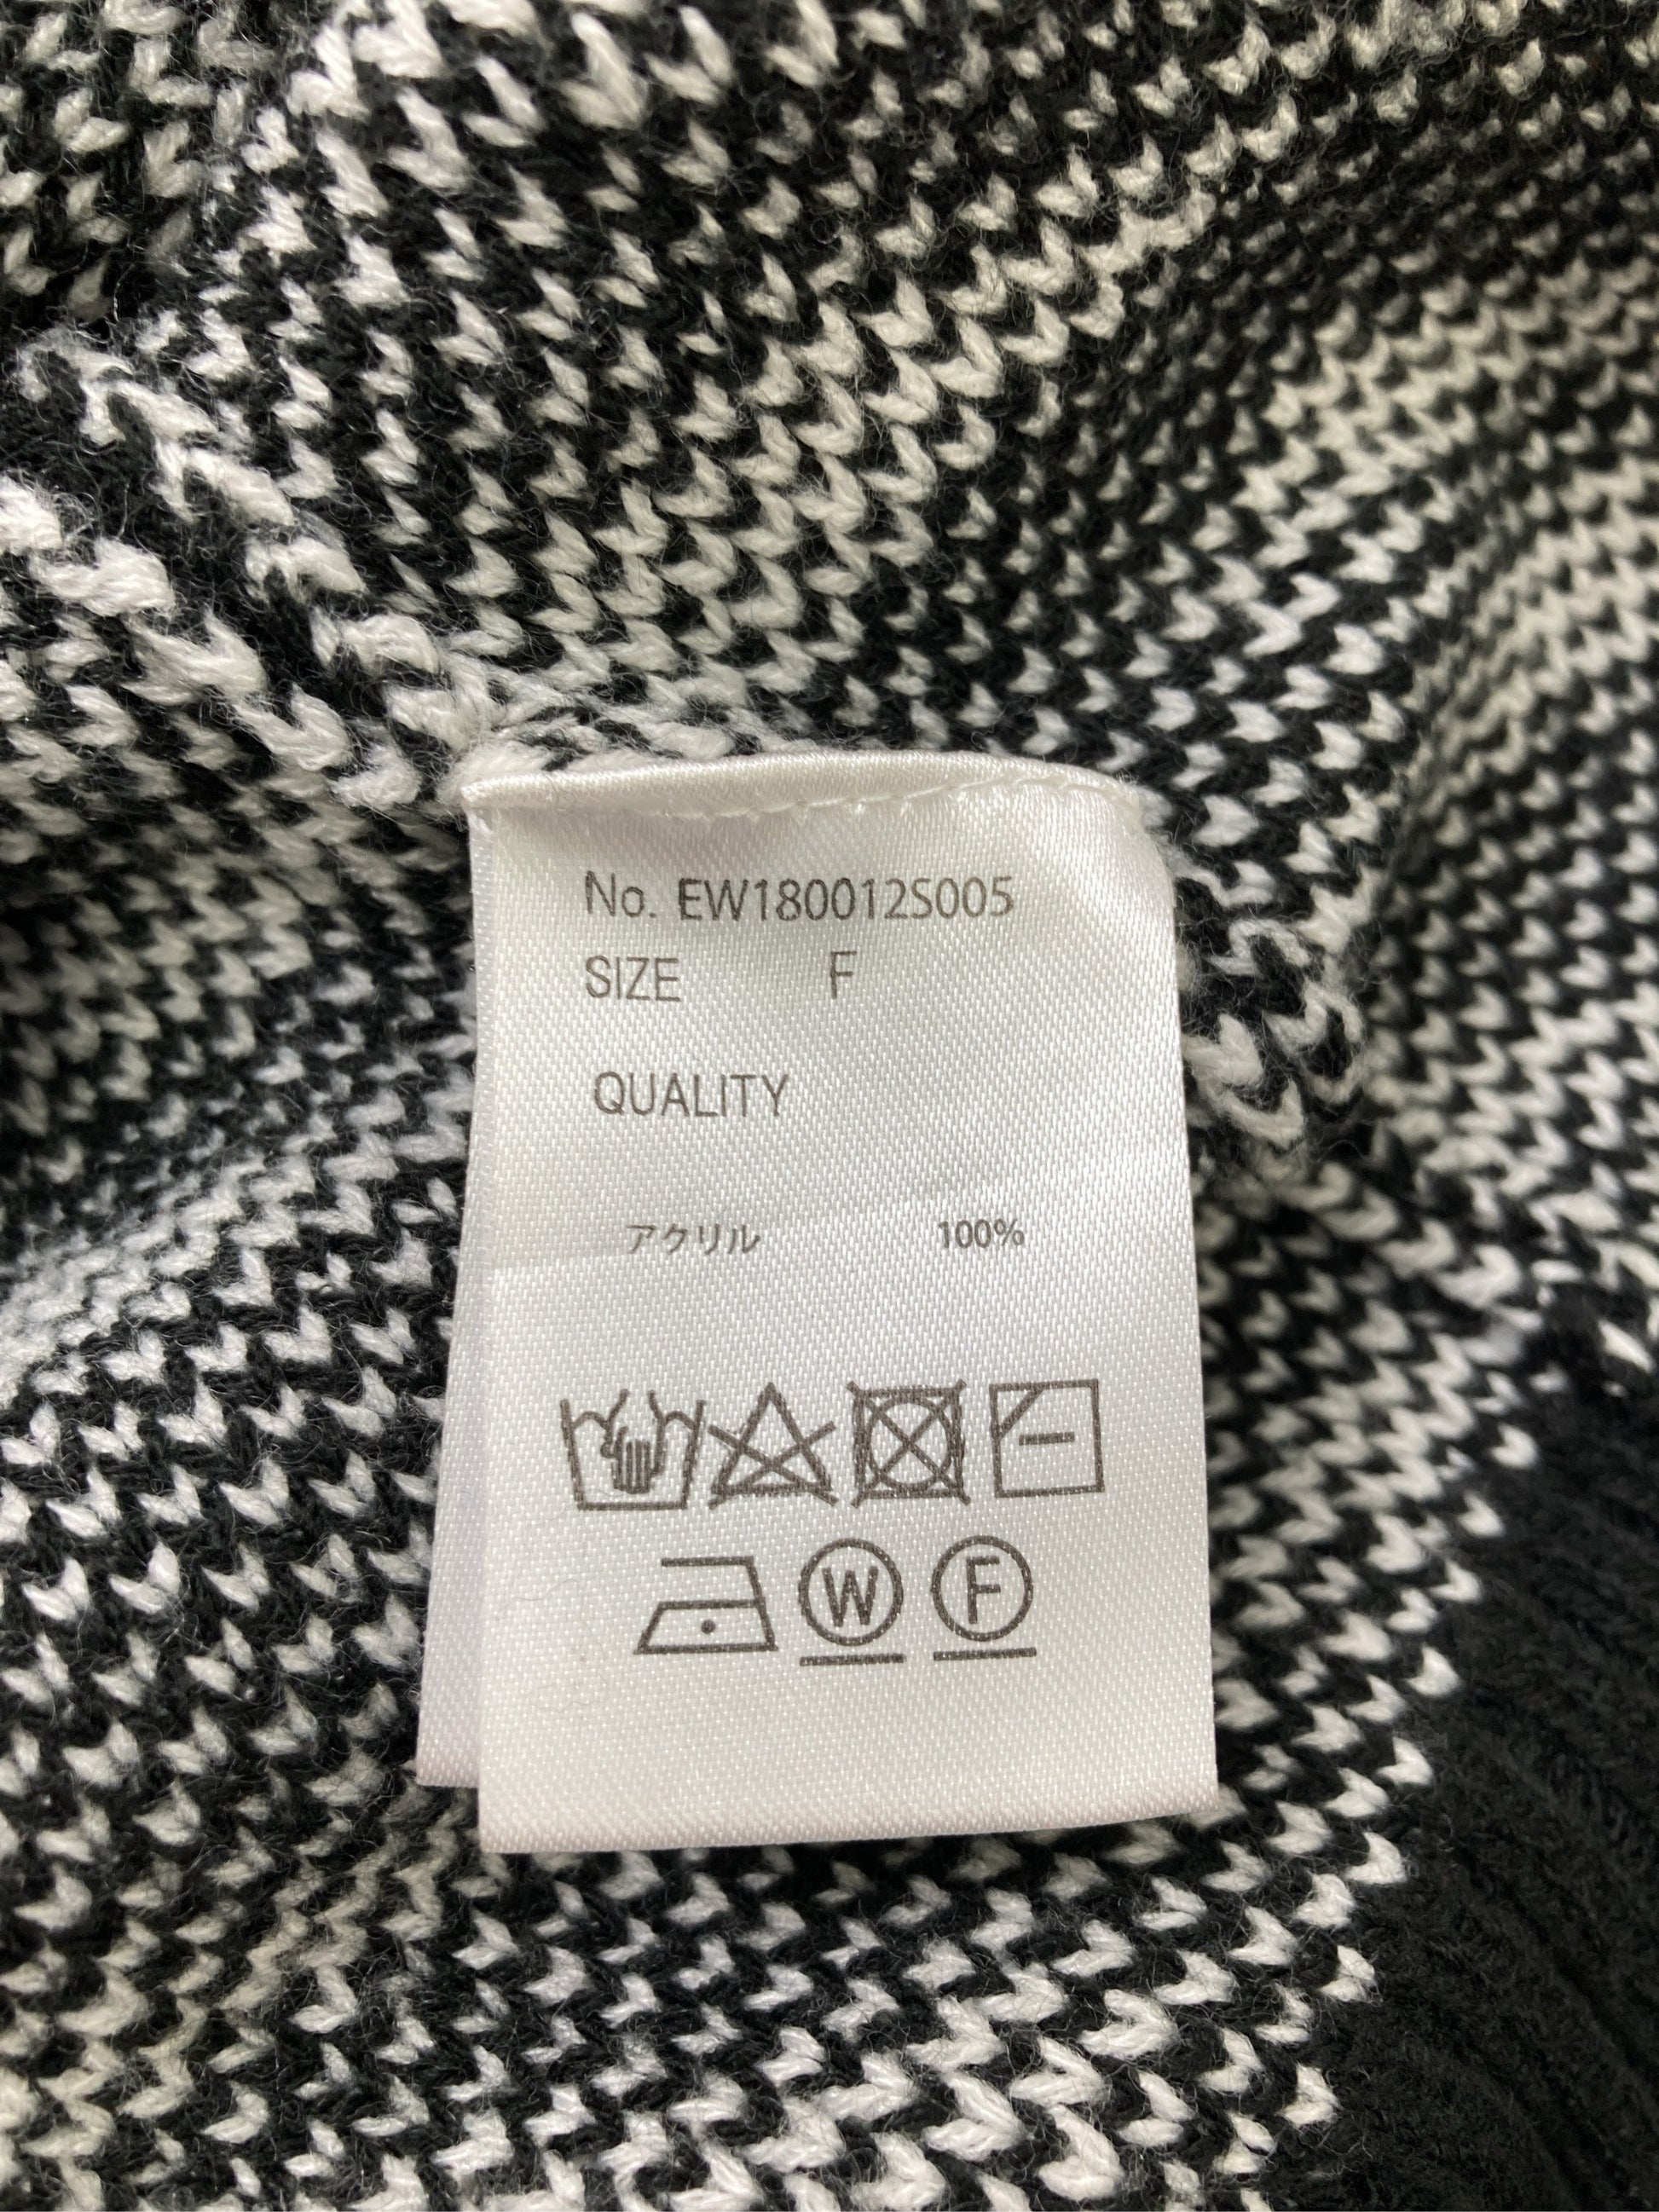 No. EW180012S005
SIZE F
QUALITY
アクリル 100%
W F